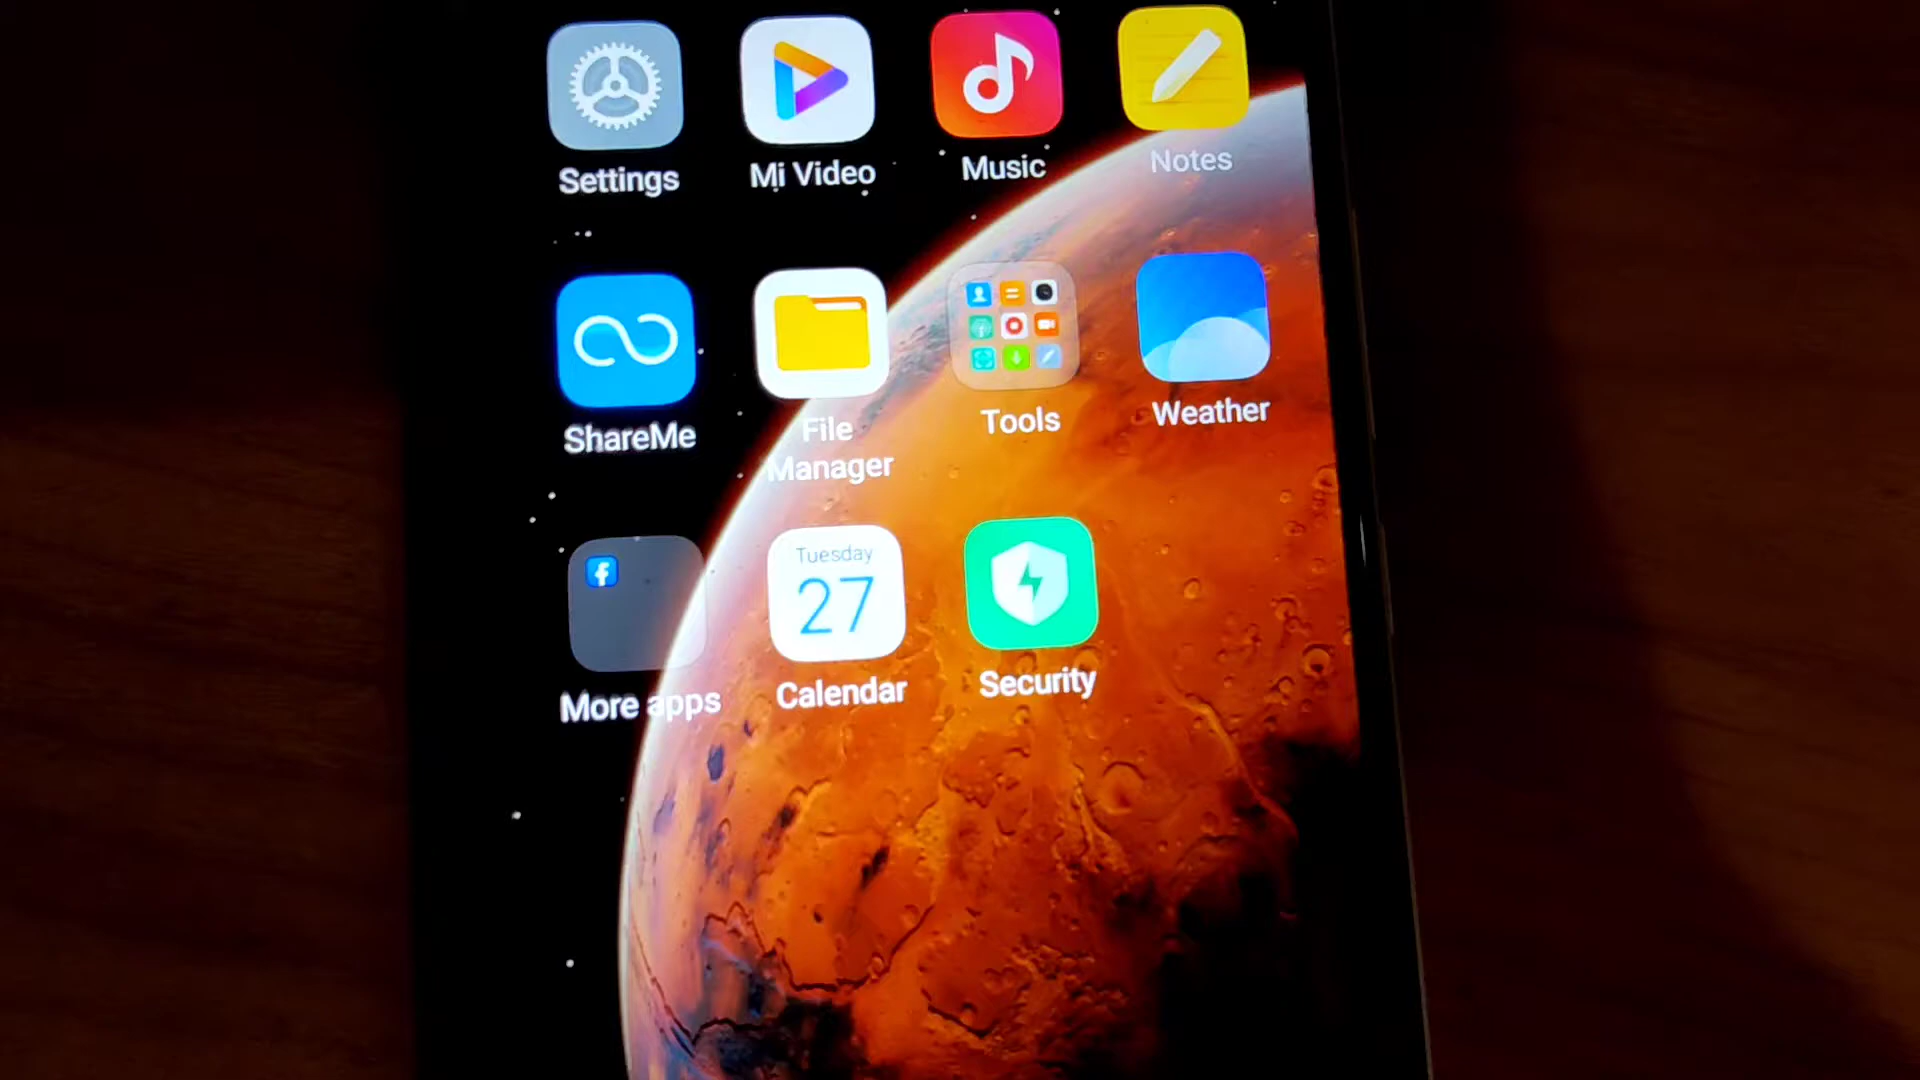 Settings
Mi Video
Music
Notes
ShareMe
File
Manager
Tools
Weather
Tuesday
27
More apps
Calendar
Security